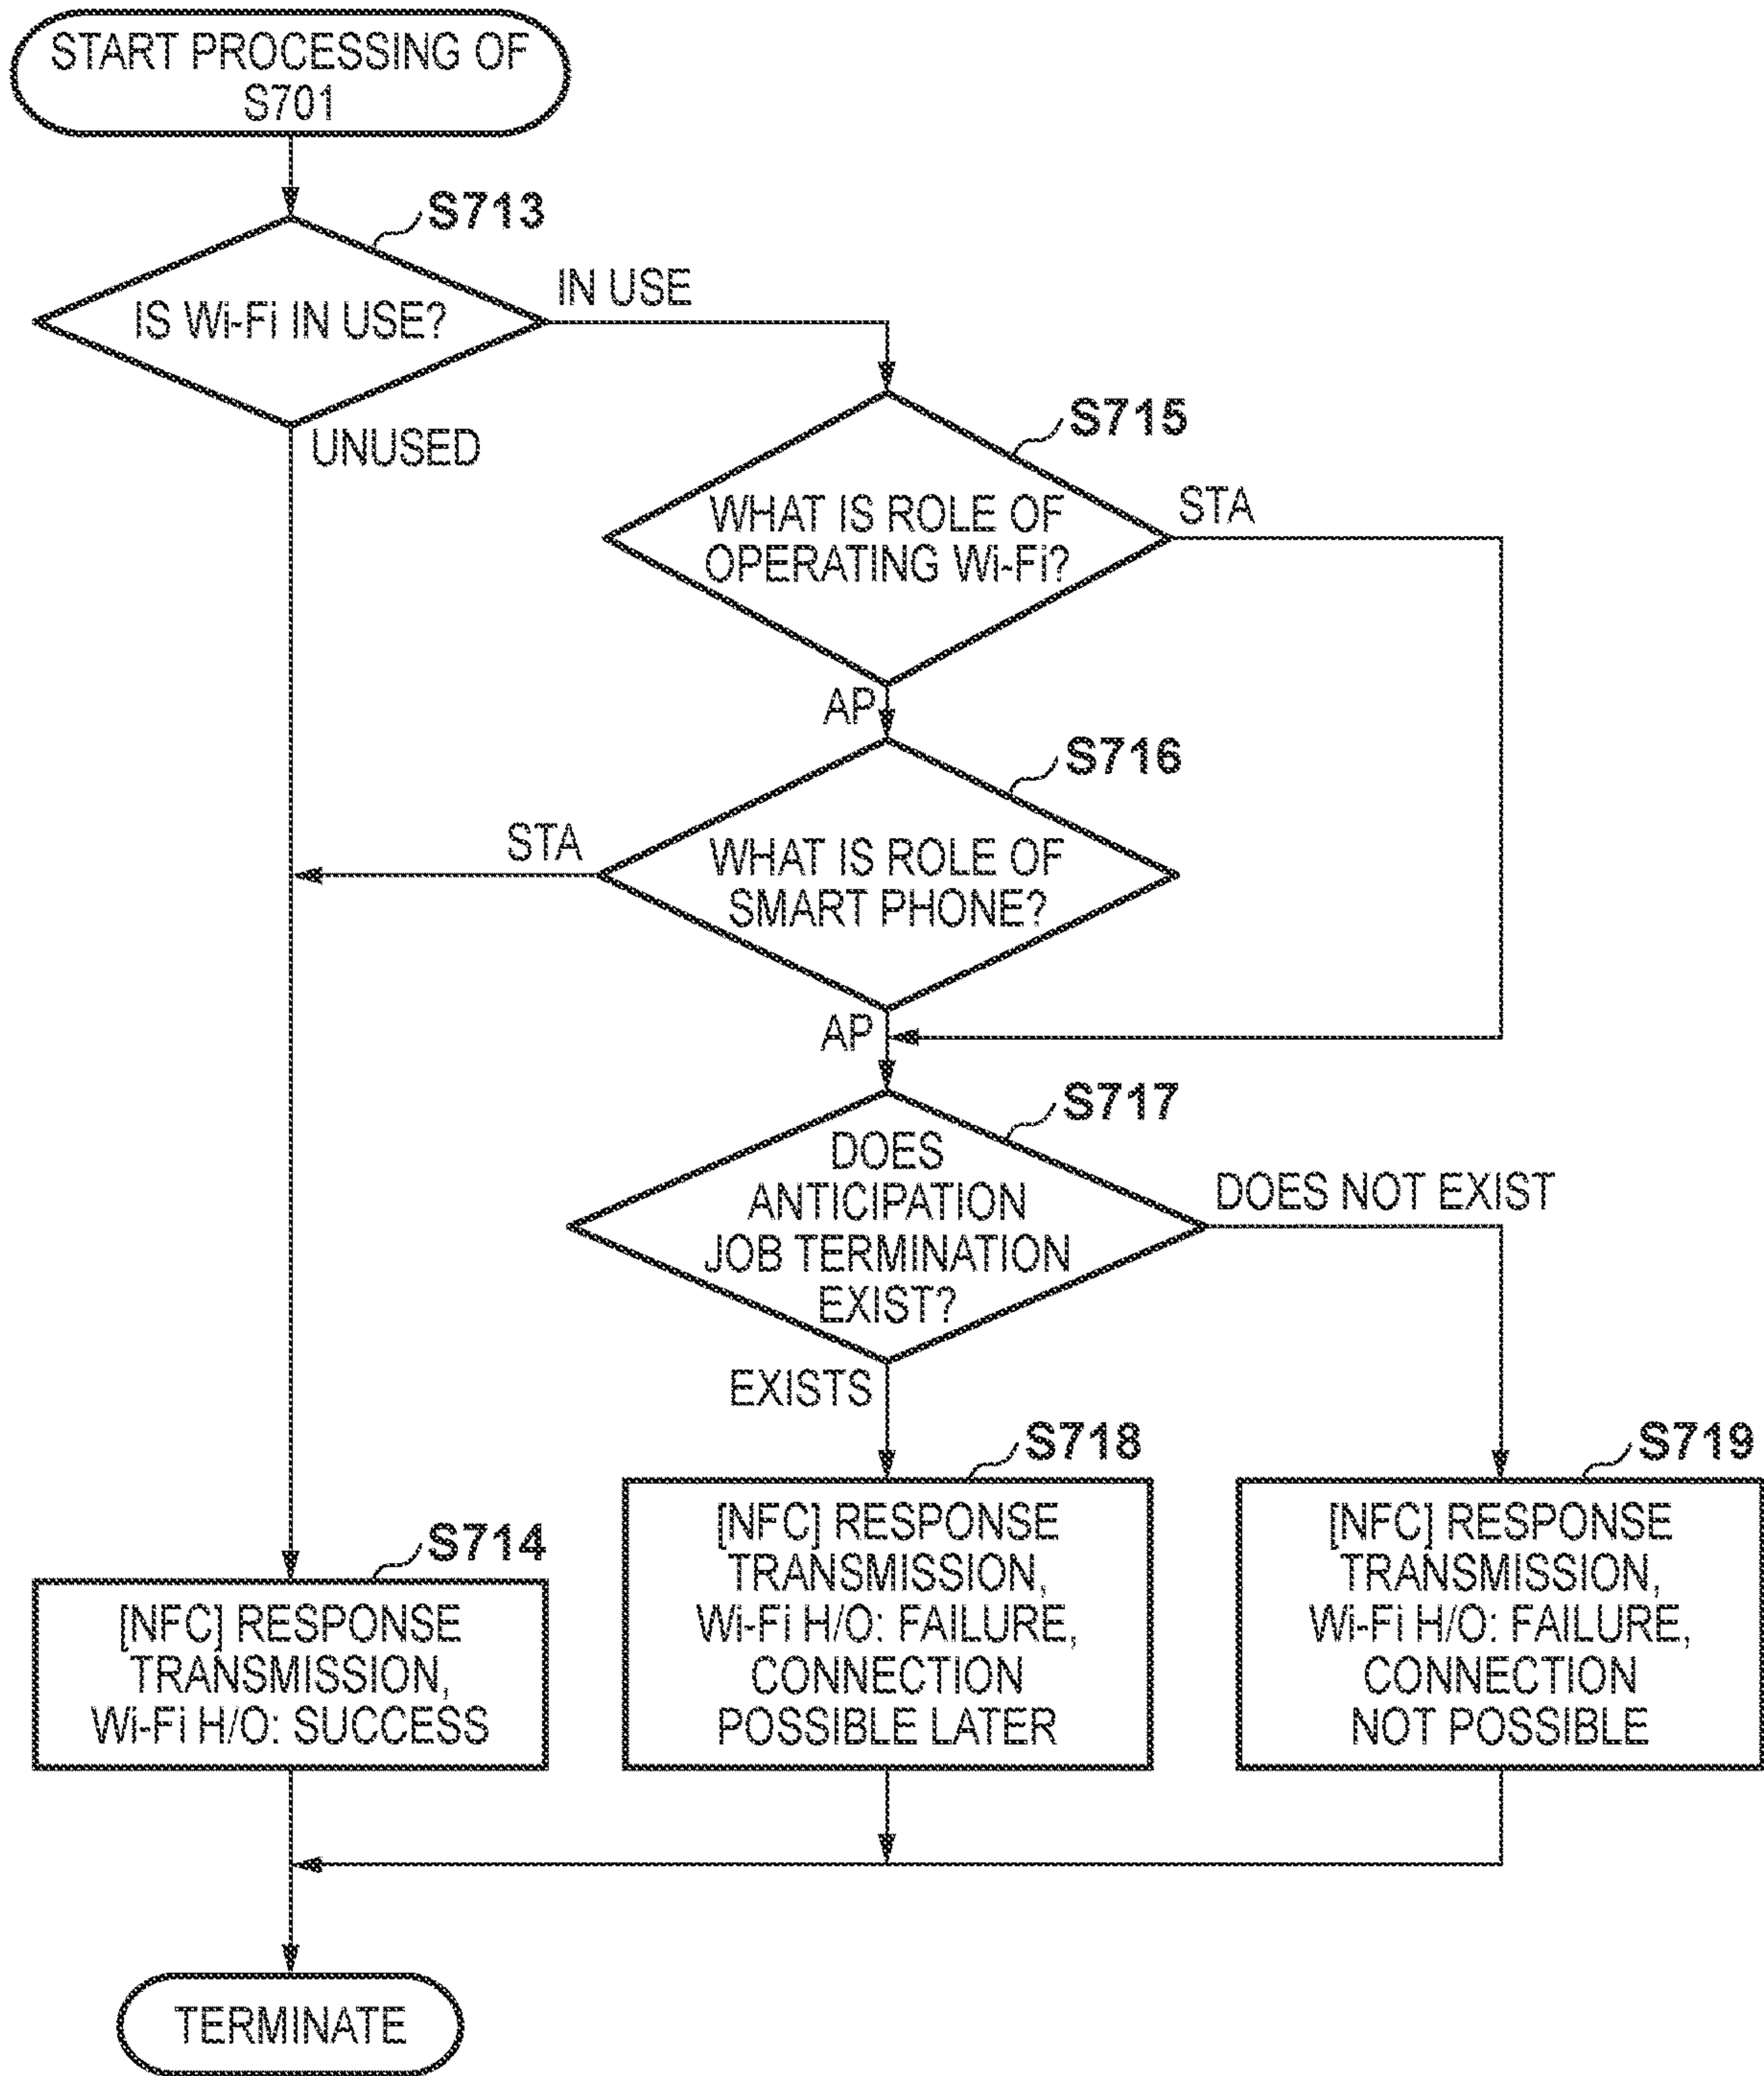 START PROCESSING OF
S701
S713
IS Wi-Fi IN USE?
IN USE
UNUSED
S715
WHAT IS ROLE OF
OPERATING Wi-Fi?
STA
AP
S716
STA
WHAT IS ROLE OF
SMART PHONE?
AP
S717
DOES
ANTICIPATION
JOB TERMINATION
EXIST?
DOES NOT EXIST
EXISTS
S714
[NFC] RESPONSE
TRANSMISSION,
Wi-Fi H/O: SUCCESS
S718
[NFC] RESPONSE
TRANSMISSION,
Wi-Fi H/O: FAILURE,
CONNECTION
POSSIBLE LATER
S719
[NFC] RESPONSE
TRANSMISSION,
Wi-Fi H/O: FAILURE,
CONNECTION
NOT POSSIBLE
TERMINATE